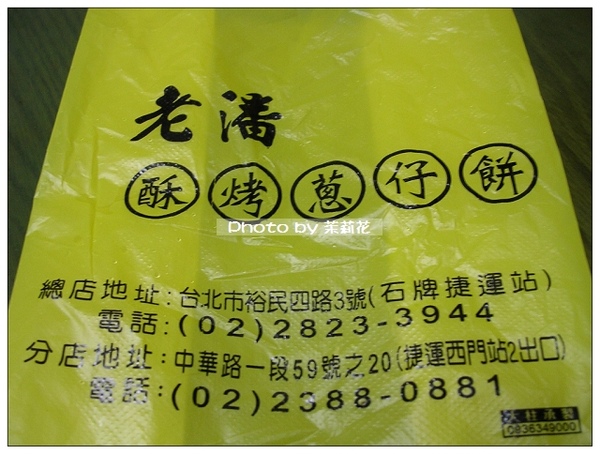 老潘
酥烤蔥仔餅
Photo by 茉莉花
總店地址:台北市裕民四路3號(石牌捷運站)
電話:(02)2823-3944
分店地址:中華路一段59號之20(捷運西門站2出口)
電話:(02)2388-0881
0936349000